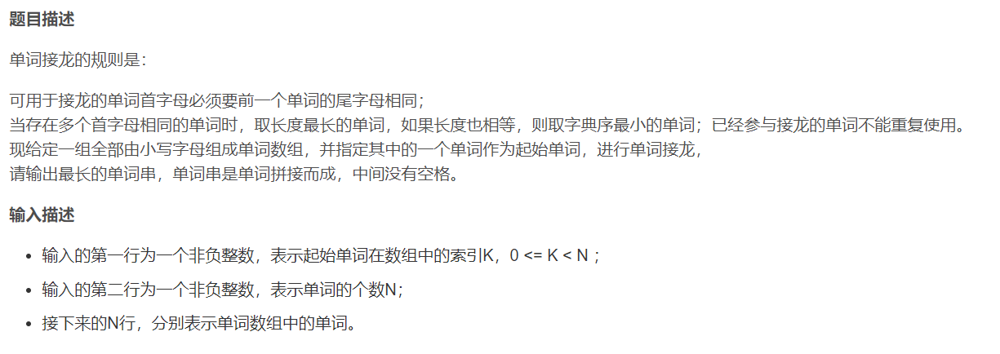 题目描述
单词接龙的规则是：
可用于接龙的单词首字母必须要前一个单词的尾字母相同；
当存在多个首字母相同的单词时，取长度最长的单词，如果长度也相等，则取字典序最小的单词；已经参与接龙的单词不能重复使用。
现给定一组全部由小写字母组成单词数组，并指定其中的一个单词作为起始单词，进行单词接龙，
请输出最长的单词串，单词串是单词拼接而成，中间没有空格。
输入描述
• 输入的第一行为一个非负整数，表示起始单词在数组中的索引K，0 <= K < N ；
• 输入的第二行为一个非负整数，表示单词的个数N；
• 接下来的N行，分别表示单词数组中的单词。